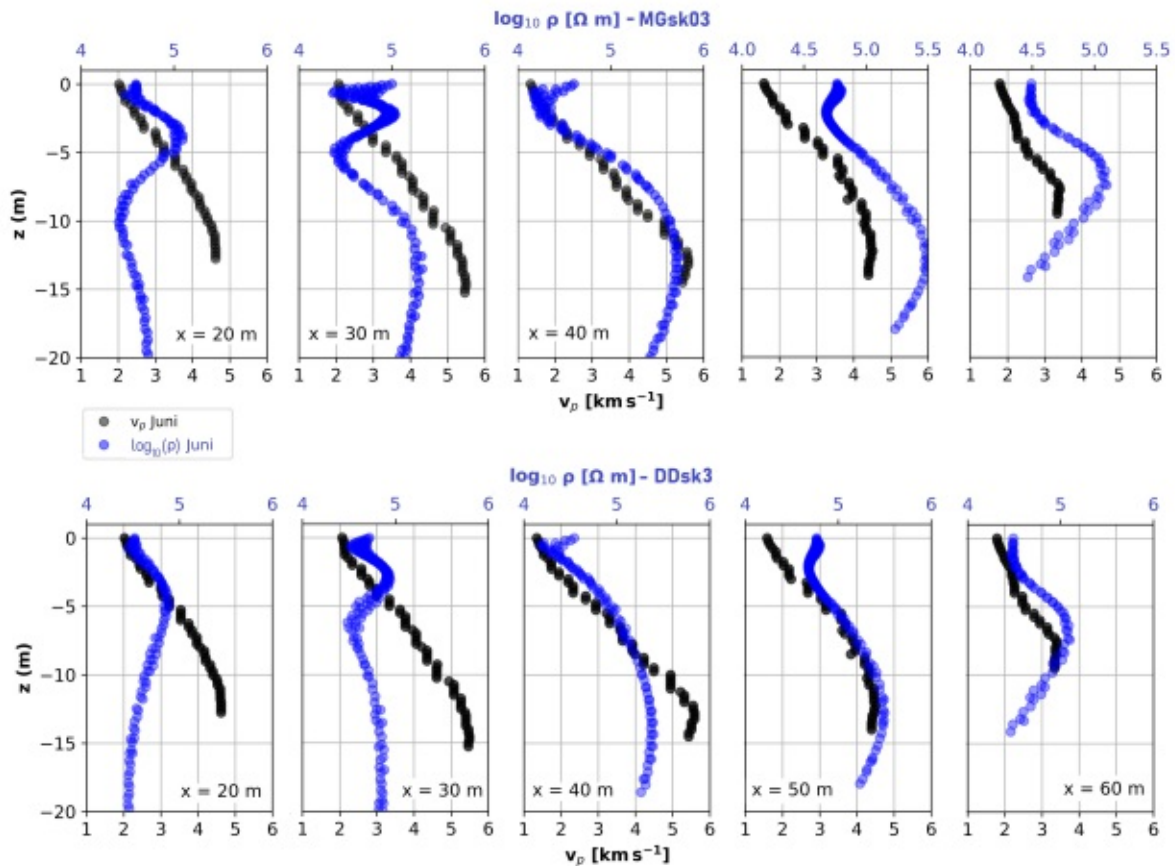 log₁₀ ρ [Ω m] – MGsk03
4 5 6 4 5 6 4 5 6 4.0 4.5 5.0 5.5 4.0 4.5 5.0 5.5
0
−5
−10
−15
−20
z (m)
x = 20 m x = 30 m x = 40 m
1 2 3 4 5 6 1 2 3 4 5 6 1 2 3 4 5 6 1 2 3 4 5 6 1 2 3 4 5 6
vₚ [km s⁻¹]
vₚ Juni
log₁₀(ρ) Juni
log₁₀ ρ [Ω m] – DDsk3
4 5 6 4 5 6 4 5 6 4 5 6 4 5 6
0
−5
−10
−15
−20
z (m)
x = 20 m x = 30 m x = 40 m x = 50 m x = 60 m
1 2 3 4 5 6 1 2 3 4 5 6 1 2 3 4 5 6 1 2 3 4 5 6 1 2 3 4 5 6
vₚ [km s⁻¹]